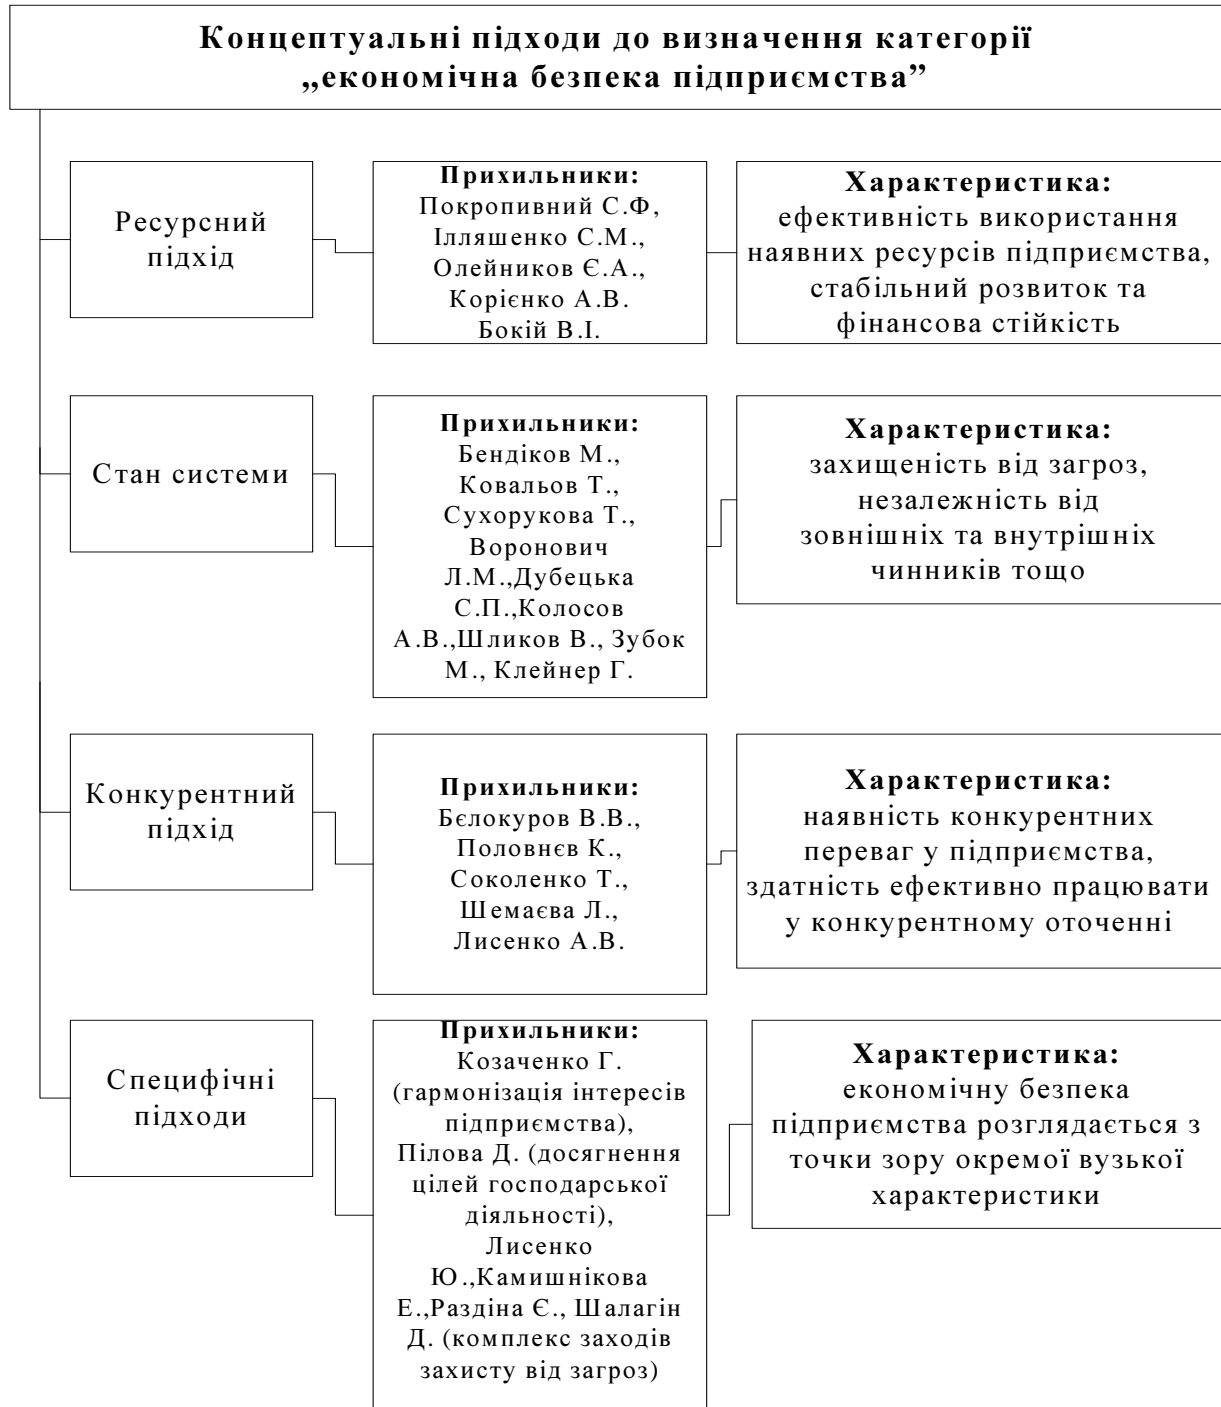 Концептуальні підходи до визначення категорії
„економічна безпека підприємства”
Ресурсний
підхід
Прихильники:
Покропивний С.Ф,
Ілляшенко С.М.,
Олейников Є.А.,
Корієнко А.В.
Бокій В.І.
Характеристика:
ефективність використання
наявних ресурсів підприємства,
стабільний розвиток та
фінансова стійкість
Стан системи
Прихильники:
Бендіков М.,
Ковальов Т.,
Сухорукова Т.,
Воронович
Л.М.,Дубецька
С.П.,Колосов
А.В.,Шликов В., Зубок
М., Клейнер Г.
Характеристика:
захищеність від загроз,
незалежність від
зовнішніх та внутрішніх
чинників тощо
Конкурентний
підхід
Прихильники:
Бєлокуров В.В.,
Половнєв К.,
Соколенко Т.,
Шемаєва Л.,
Лисенко А.В.
Характеристика:
наявність конкурентних
переваг у підприємства,
здатність ефективно працювати
у конкурентному оточенні
Специфічні
підходи
Прихильники:
Козаченко Г.
(гармонізація інтересів
підприємства),
Пілова Д. (досягнення
цілей господарської
діяльності),
Лисенко
Ю.,Камишнікова
Е.,Раздіна Є., Шалагін
Д. (комплекс заходів
захисту від загроз)
Характеристика:
економічну безпека
підприємства розглядається з
точки зору окремої вузької
характеристики